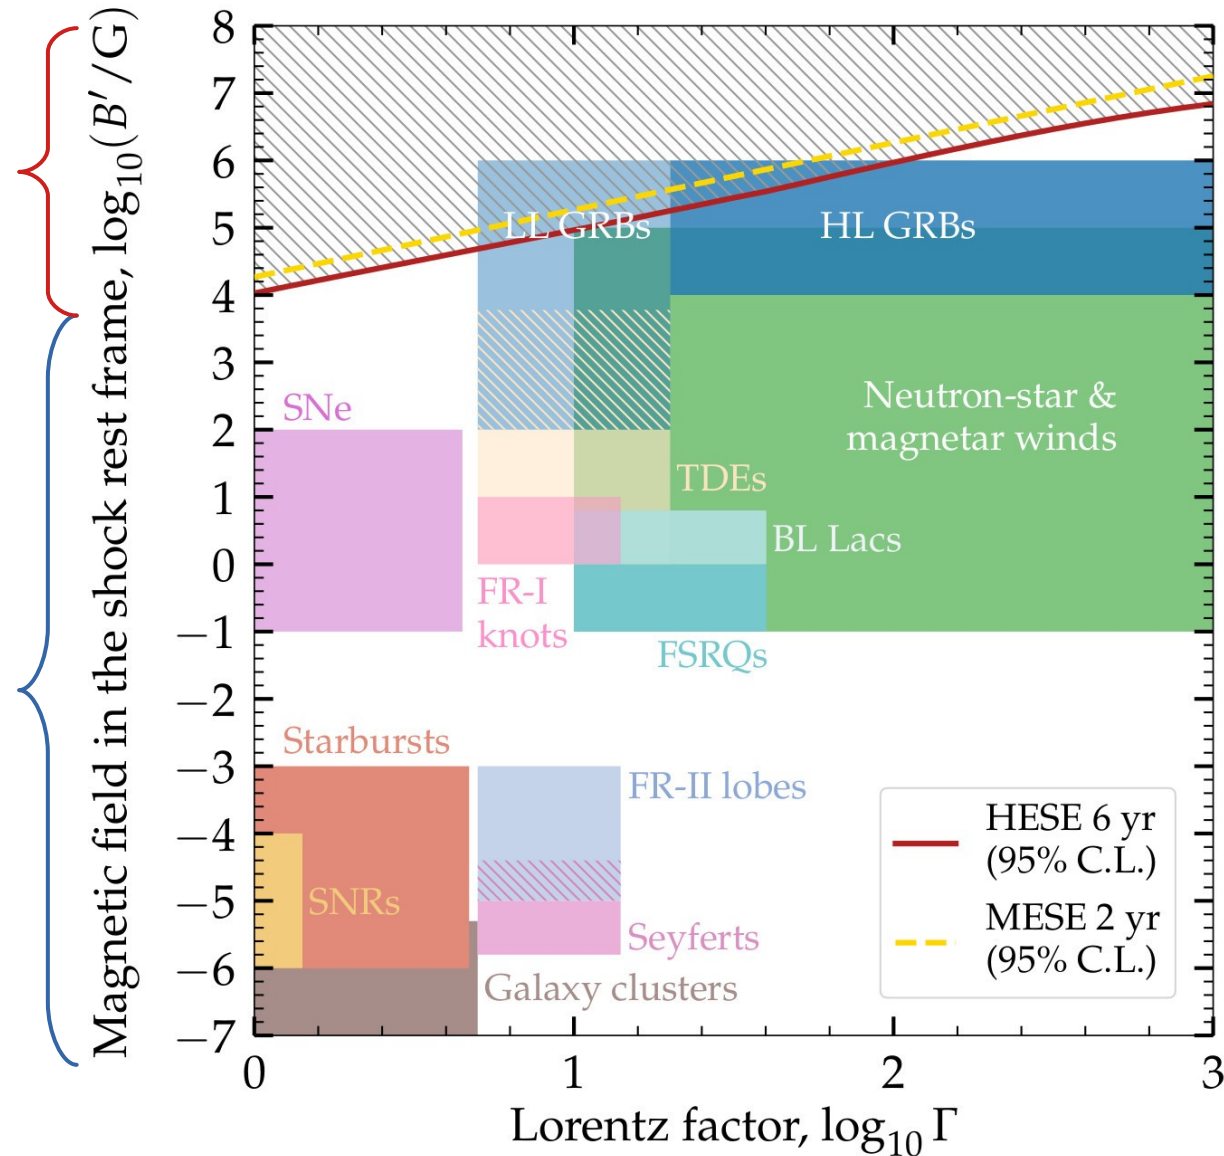 Magnetic field in the shock rest frame, log₁₀(B′/G)
8
7
6
5
4
3
2
1
0
−1
−2
−3
−4
−5
−6
−7
LL GRBs
HL GRBs
Neutron-star &
magnetar winds
SNe
TDEs
BL Lacs
FR-I
knots
FSRQs
Starbursts
FR-II lobes
SNRs
Seyferts
Galaxy clusters
HESE 6 yr
(95% C.L.)
MESE 2 yr
(95% C.L.)
0
1
2
3
Lorentz factor, log₁₀ Γ